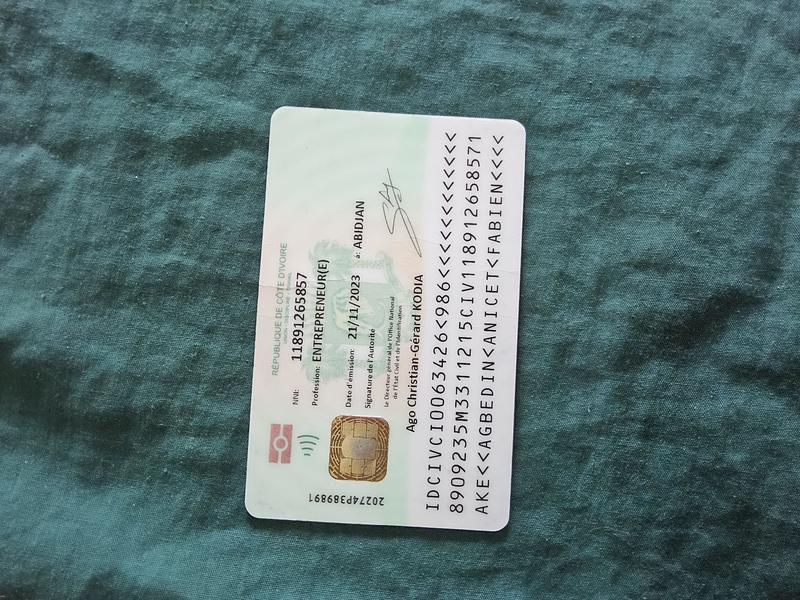 RÉPUBLIQUE DE CÔTE D'IVOIRE
NNI: 11891265857
Profession: ENTREPRENEUR(E)
Date d'émission: 21/11/2023 à: ABIDJAN
Signature de l'Autorité
Le Directeur général de l'Office National
de l'État Civil et de l'Identification
Ago Christian-Gérard KODIA
20274P389891
IDCIVCI0063426<986<<<<<<<<<<<<
8909235M3311215CIV118912658571
AKE<<AGBEDIN<ANICET<FABIEN<<<<